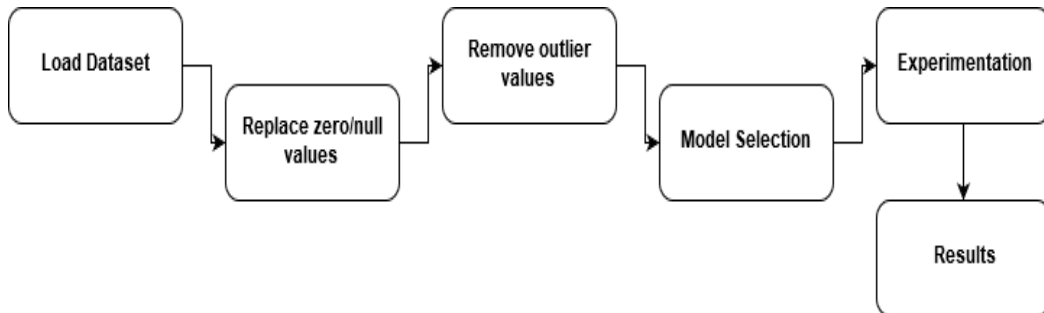 Load Dataset
Replace zero/null
values
Remove outlier
values
Model Selection
Experimentation
Results